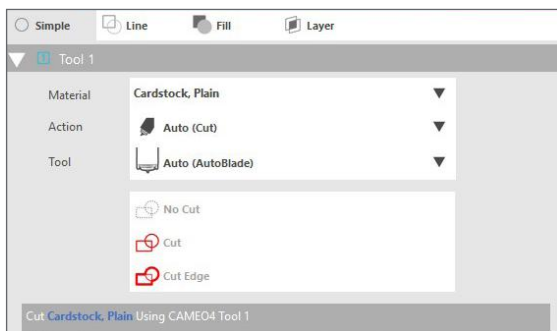 Simple Line Fill Layer
1 Tool 1
Material Cardstock, Plain
Action Auto (Cut)
Tool Auto (AutoBlade)
No Cut
Cut
Cut Edge
Cut Cardstock, Plain Using CAMEO4 Tool 1